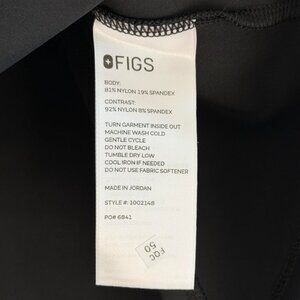 FIGS
BODY:
81% NYLON 19% SPANDEX
CONTRAST:
92% NYLON 8% SPANDEX
TURN GARMENT INSIDE OUT
MACHINE WASH COLD
GENTLE CYCLE
DO NOT BLEACH
TUMBLE DRY LOW
COOL IRON IF NEEDED
DO NOT USE FABRIC SOFTENER
MADE IN JORDAN
STYLE #: 1002148
PO# 6841
FQC
50